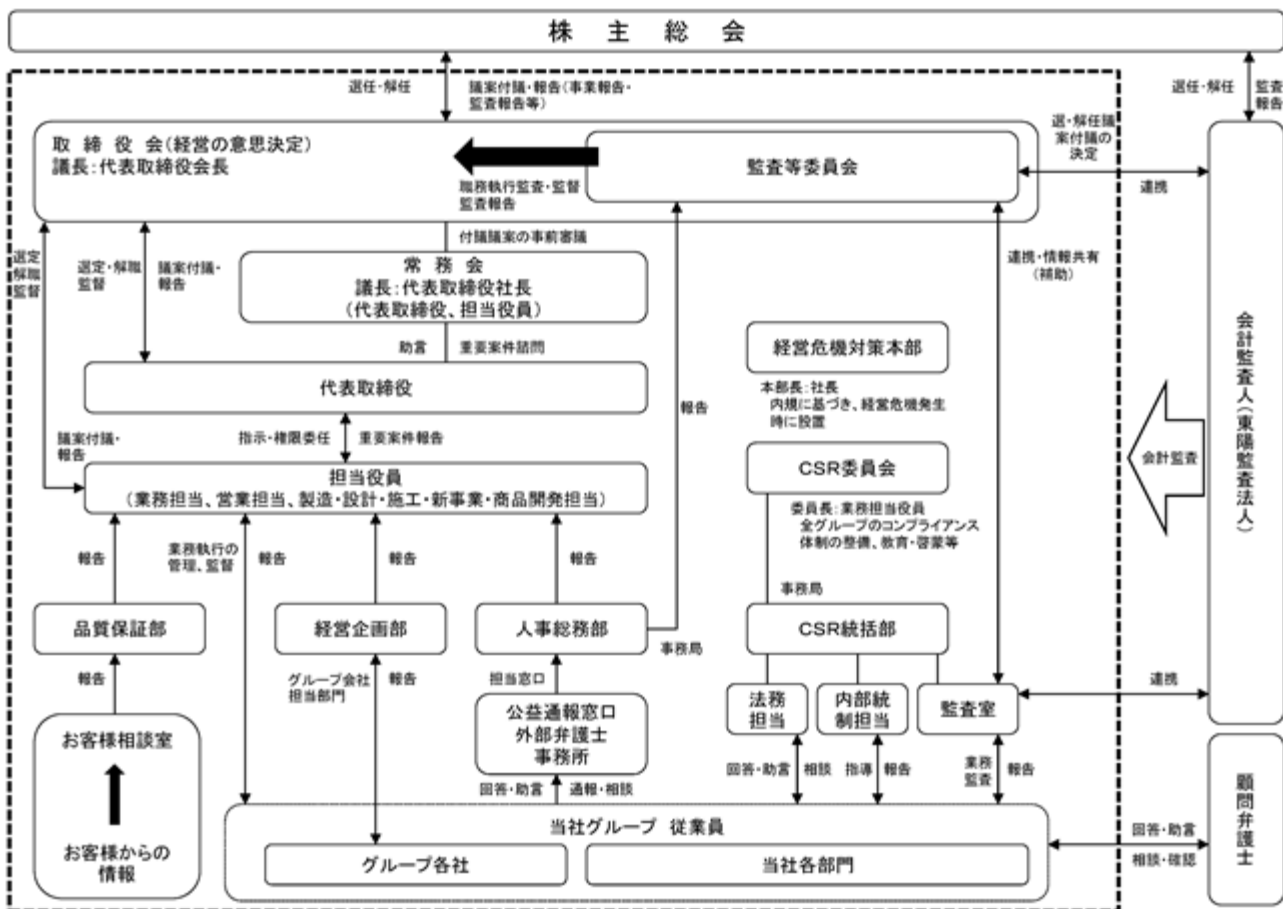 株 主 総 会
選任・解任
議案付議・報告(事業報告・
監査報告等)
選任・解任
監査
報告
取 締 役 会(経営の意思決定)
議長:代表取締役会長
監査等委員会
職務執行監査・監督
監査報告
選・解任議
案付議の
決定
連携
付議議案の事前審議
選定
解職
監督
選定・解職
監督
議案付議・
報告
常 務 会
議長:代表取締役社長
(代表取締役、担当役員)
連携・情報共有
(補助)
助言
重要案件諮問
経営危機対策本部
本部長:社長
内規に基づき、経営危機発生
時に設置
代表取締役
報告
指示・権限委任
重要案件報告
議案付議・
報告
会計監査人(東陽監査法人)
会計監査
担当役員
(業務担当、営業担当、製造・設計・施工・新事業・商品開発担当)
CSR委員会
委員長:業務担当役員
全グループのコンプライアンス
体制の整備、教育・啓蒙等
報告
業務執行の
管理、監督
報告
報告
報告
事務局
品質保証部
経営企画部
人事総務部
事務局
CSR統括部
報告
グループ会社
担当部門
報告
担当窓口
法務
担当
内部統
制担当
監査室
連携
公益通報窓口
外部弁護士
事務所
お客様相談室
お客様からの
情報
回答・助言
通報・相談
回答・助言
相談
指導
報告
業務
監査
報告
当社グループ 従業員
グループ各社
当社各部門
回答・助言
相談・確認
顧問弁護士